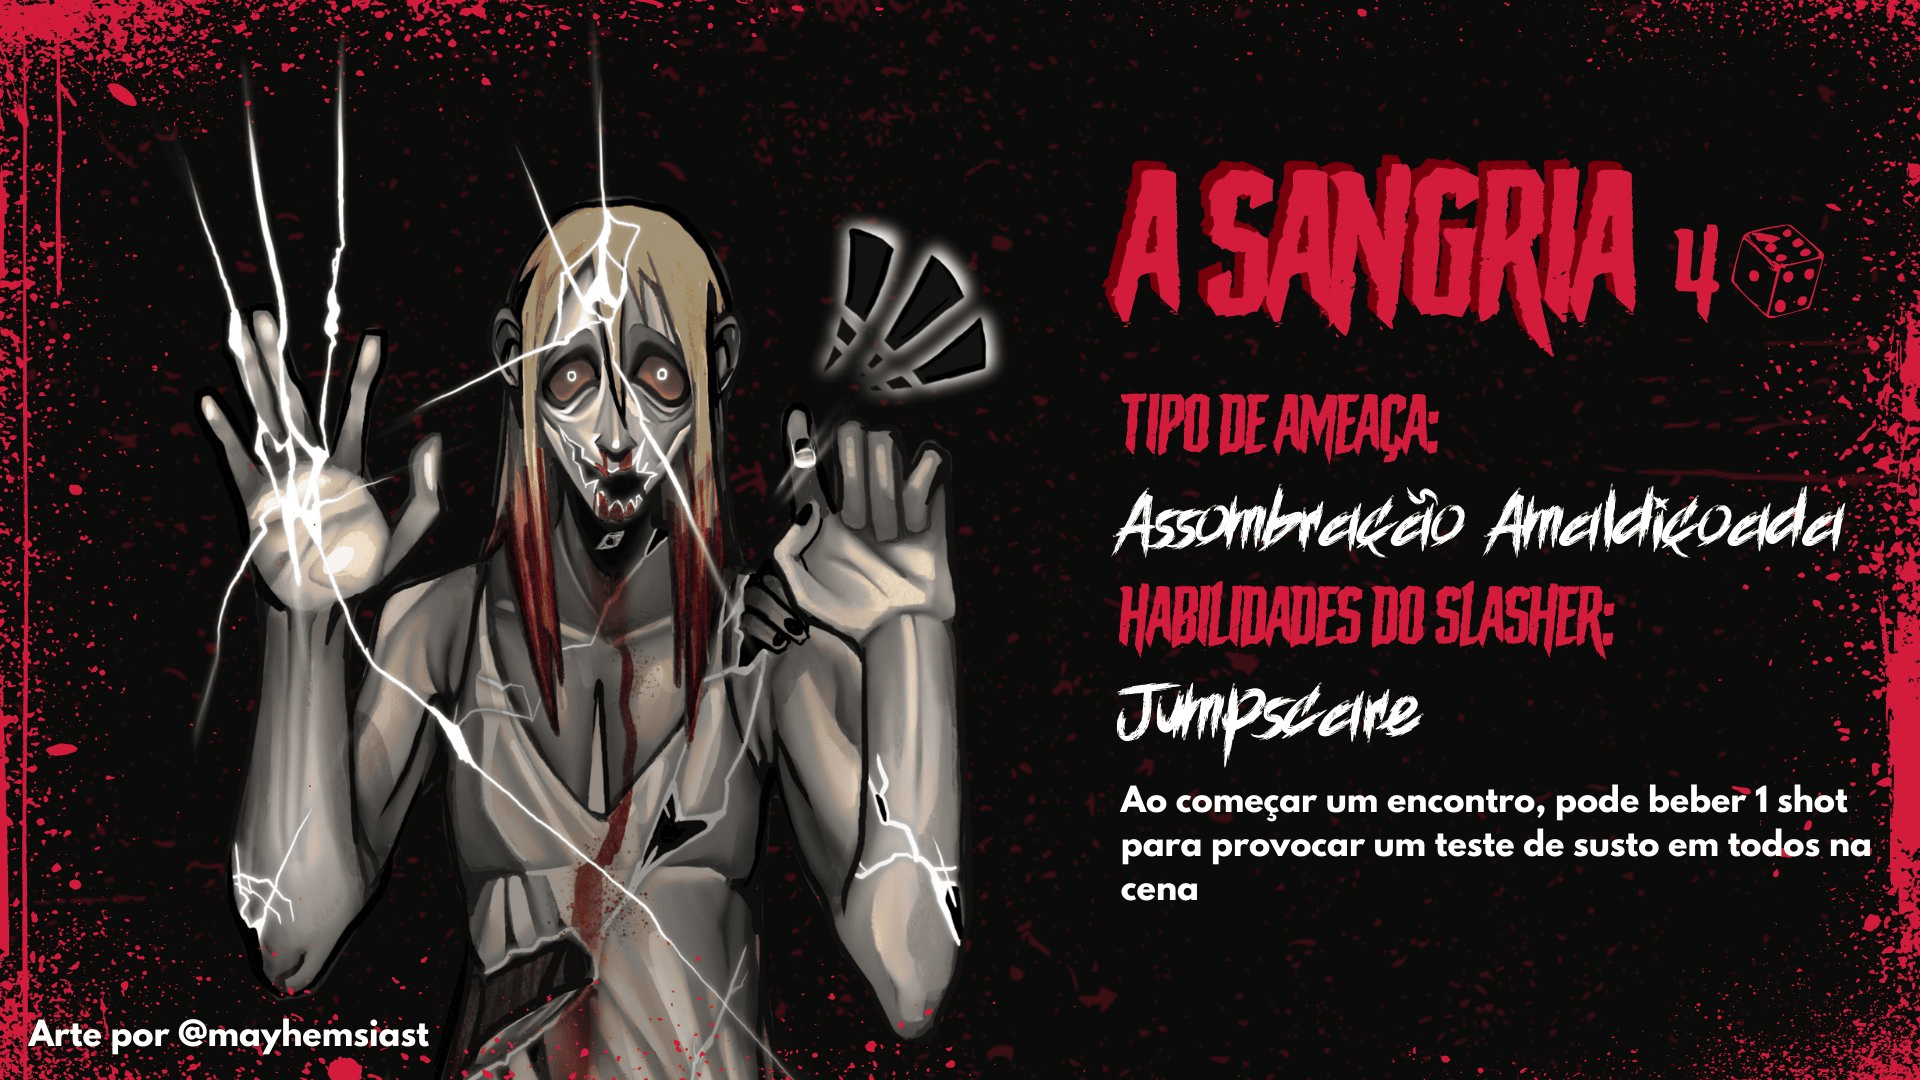 A SANGRIA 4
TIPO DE AMEAÇA:
Assombração Amaldiçoada
HABILIDADES DO SLASHER:
Jumpscare
Ao começar um encontro, pode beber 1 shot
para provocar um teste de susto em todos na
cena
Arte por @mayhemsiast